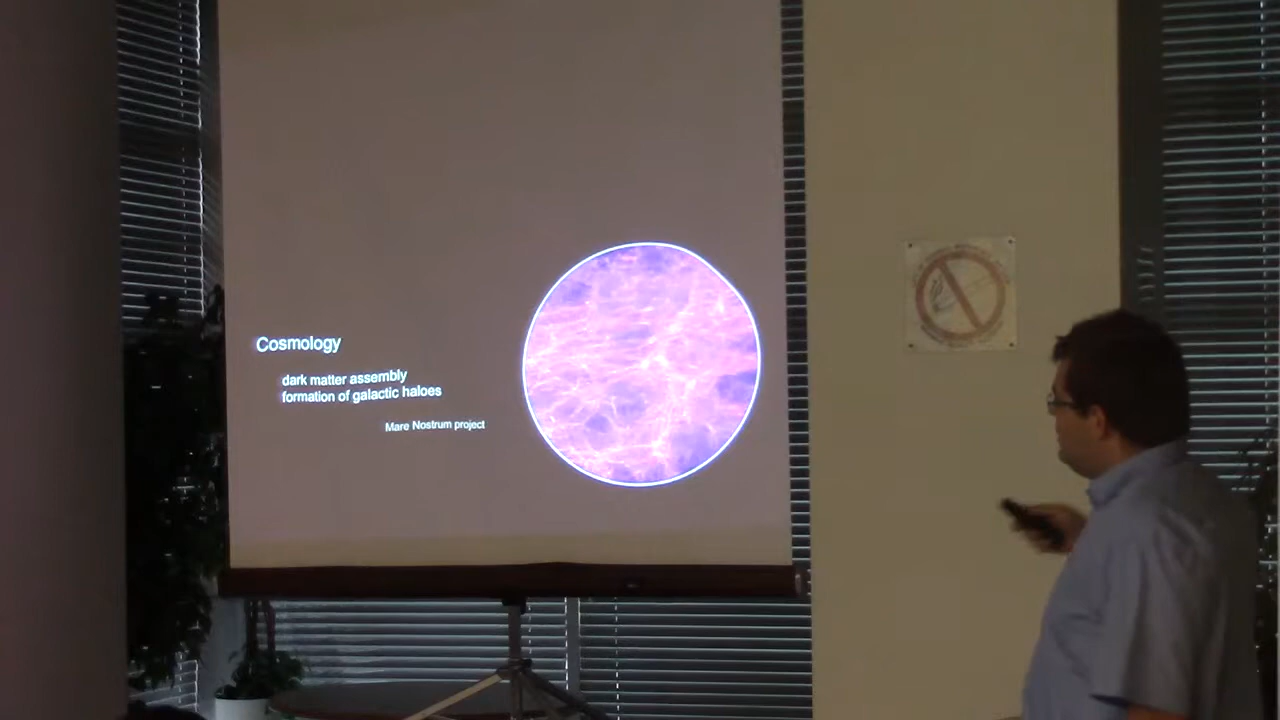 Cosmology
dark matter assembly
formation of galactic haloes
Mare Nostrum project